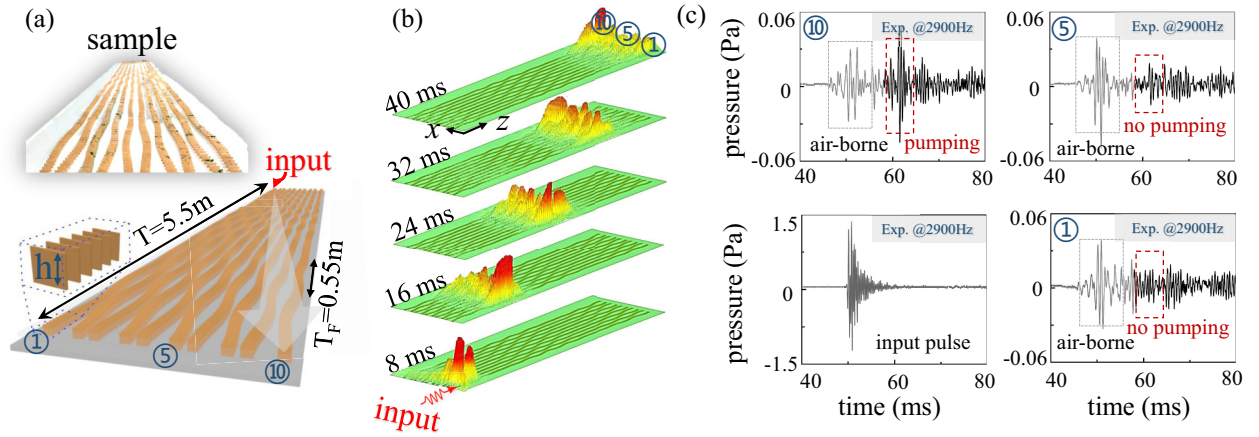 (a)
sample
input
T=5.5m
h
T_F=0.55m
①
⑤
⑩
(b)
⑩
⑤
①
40 ms
x
z
32 ms
24 ms
16 ms
8 ms
input
(c)
⑩
Exp. @2900Hz
0.06
0
-0.06
pressure (Pa)
air-borne
pumping
40
60
80
⑤
Exp. @2900Hz
0.06
0
-0.06
air-borne
no pumping
40
60
80
Exp. @2900Hz
1.5
0
-1.5
pressure (Pa)
input pulse
40
60
80
time (ms)
①
Exp. @2900Hz
0.06
0
0.06
air-borne
no pumping
40
60
80
time (ms)